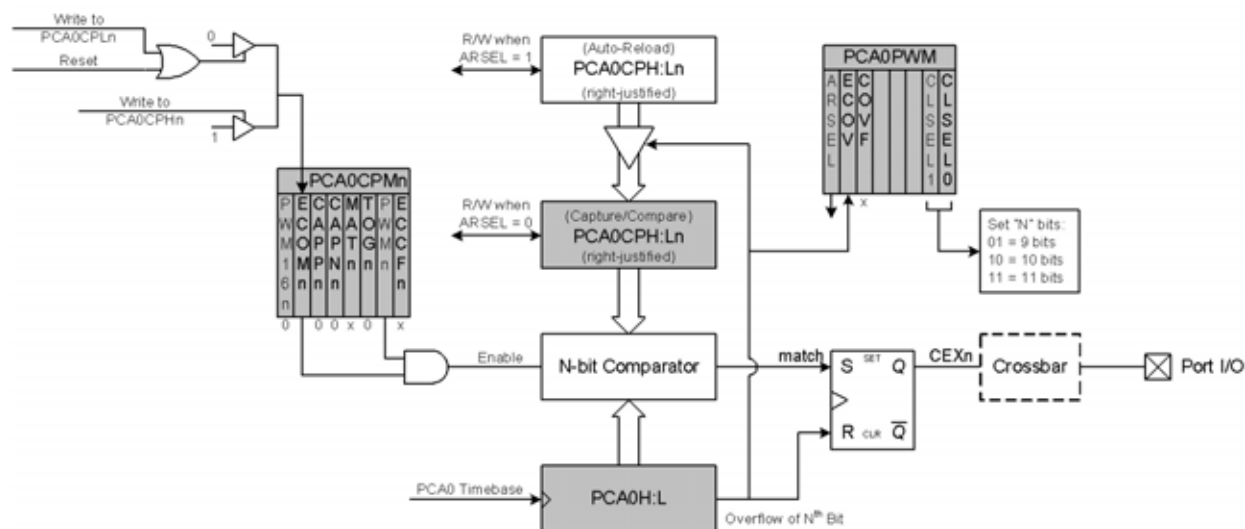 Write to
PCA0CPLn
Reset
0
Write to
PCA0CPHn
1
R/W when
ARSEL = 1
(Auto-Reload)
PCA0CPH:Ln
(right-justified)
PCA0PWM
ARSEL
ECOV
COVF
CLSEL1
CLSEL0
x
Set "N" bits:
01 = 9 bits
10 = 10 bits
11 = 11 bits
PCA0CPMn
PWM16n
ECOMn
CAPPn
CAPNn
MATn
TOGn
PWMn
ECCFn
0 0 0 x 0 x
R/W when
ARSEL = 0
(Capture/Compare)
PCA0CPH:Ln
(right-justified)
Enable
N-bit Comparator
match
S SET Q
R CLR Q
CEXn
Crossbar
Port I/O
PCA0 Timebase
PCA0H:L
Overflow of Nth Bit